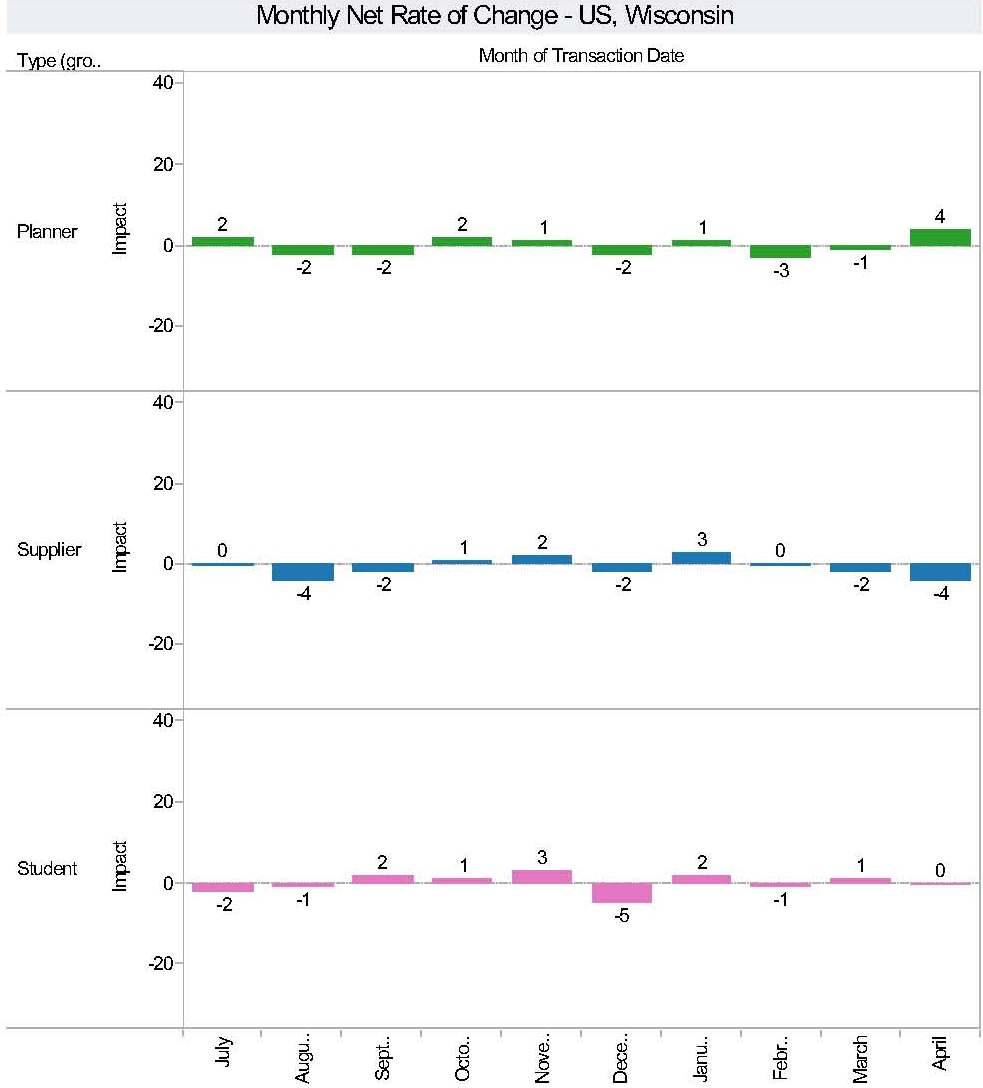 Monthly Net Rate of Change - US, Wisconsin
Type (gro..
Month of Transaction Date
Planner
Impact
40
20
0
-20
2
-2
-2
2
1
-2
1
-3
-1
4
Supplier
Impact
40
20
0
-20
0
-4
-2
1
2
-2
3
0
-2
-4
Student
Impact
40
20
0
-20
-2
-1
2
1
3
-5
2
-1
1
0
July
Augu..
Sept..
Octo..
Nove..
Dece..
Janu..
Febr..
March
April